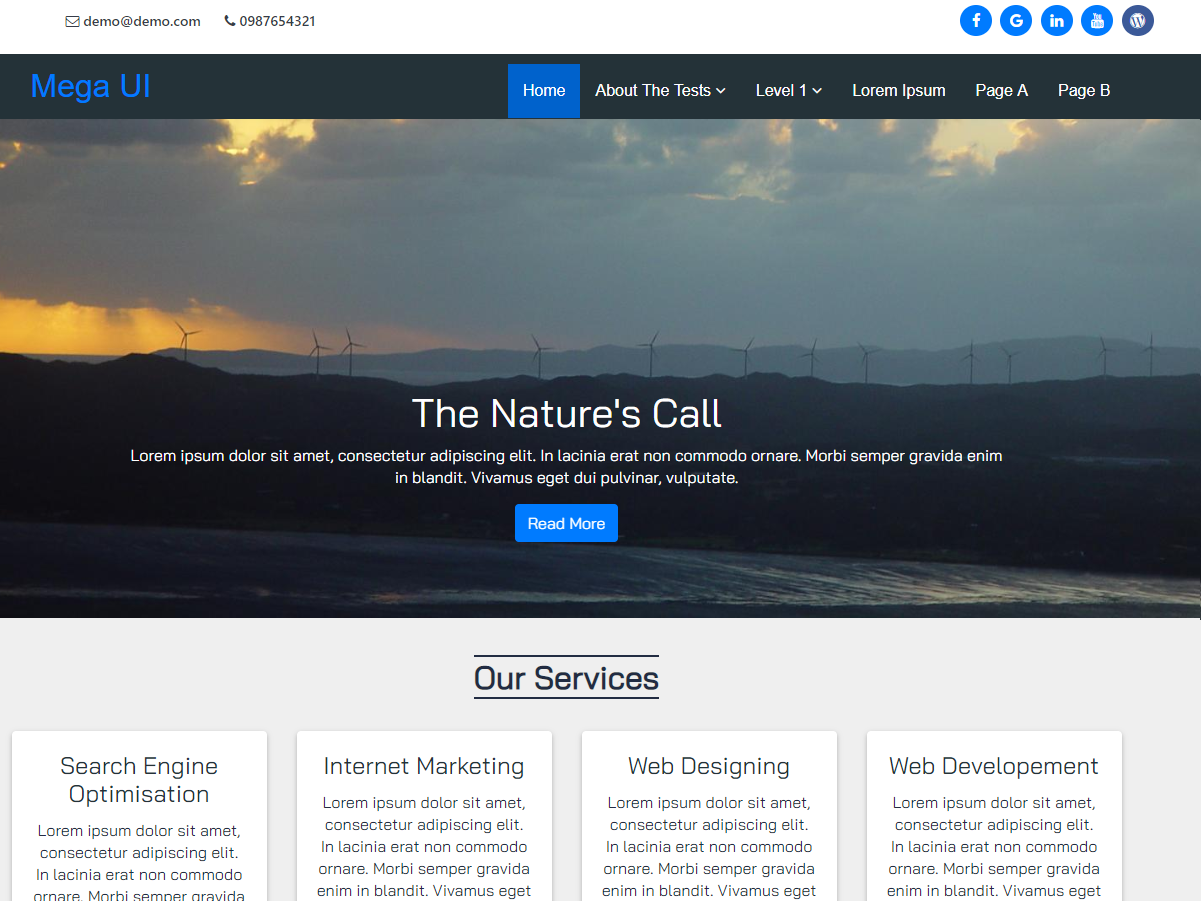 demo@demo.com 0987654321
Mega UI
Home About The Tests Level 1 Lorem Ipsum Page A Page B
The Nature's Call
Lorem ipsum dolor sit amet, consectetur adipiscing elit. In lacinia erat non commodo ornare. Morbi semper gravida enim
in blandit. Vivamus eget dui pulvinar, vulputate.
Read More
Our Services
Search Engine
Optimisation
Lorem ipsum dolor sit amet,
consectetur adipiscing elit.
In lacinia erat non commodo
ornare. Morbi semper gravida
Internet Marketing
Lorem ipsum dolor sit amet,
consectetur adipiscing elit.
In lacinia erat non commodo
ornare. Morbi semper gravida
enim in blandit. Vivamus eget
Web Designing
Lorem ipsum dolor sit amet,
consectetur adipiscing elit.
In lacinia erat non commodo
ornare. Morbi semper gravida
enim in blandit. Vivamus eget
Web Developement
Lorem ipsum dolor sit amet,
consectetur adipiscing elit.
In lacinia erat non commodo
ornare. Morbi semper gravida
enim in blandit. Vivamus eget